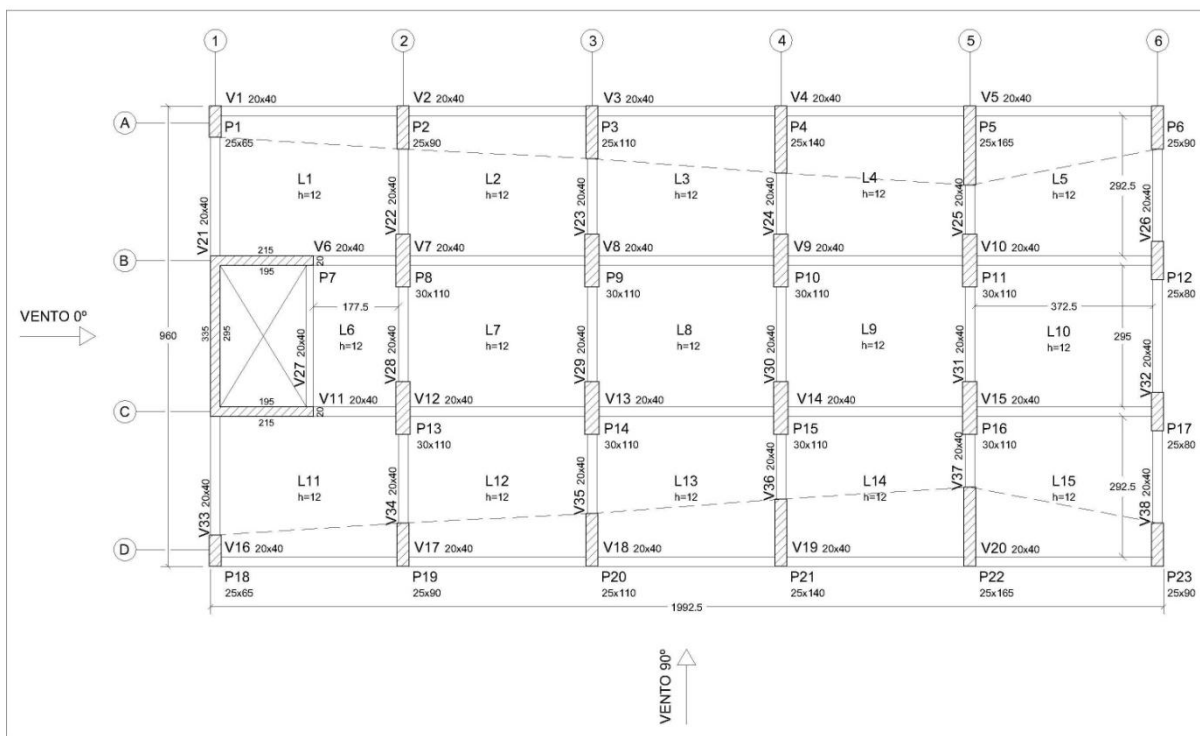 1 2 3 4 5 6
V1 20x40 V2 20x40 V3 20x40 V4 20x40 V5 20x40
A
P1 P2 P3 P4 P5 P6
25x65 25x90 25x110 25x140 25x165 25x90
L1 L2 L3 L4 L5
h=12 h=12 h=12 h=12 h=12
292.5
V21 20x40
V22 20x40
V23 20x40
V24 20x40
V25 20x40
V26 20x40
215 V6 20x40 V7 20x40 V8 20x40 V9 20x40 V10 20x40
B
195 20 P7 P8 P9 P10 P11 P12
30x110 30x110 30x110 30x110 25x80
177.5 372.5
VENTO 0º
960
335
295
L6 L7 L8 L9 L10
h=12 h=12 h=12 h=12 h=12
295
V27 20x40
V28 20x40
V29 20x40
V30 20x40
V31 20x40
V32 20x40
195 V11 20x40 V12 20x40 V13 20x40 V14 20x40 V15 20x40
C
215 20
P13 P14 P15 P16 P17
30x110 30x110 30x110 30x110 25x80
L11 L12 L13 L14 L15
h=12 h=12 h=12 h=12 h=12
292.5
V33 20x40
V34 20x40
V35 20x40
V36 20x40
V37 20x40
V38 20x40
D
V16 20x40 V17 20x40 V18 20x40 V19 20x40 V20 20x40
P18 P19 P20 P21 P22 P23
25x65 25x90 25x110 25x140 25x165 25x90
1992.5
VENTO 90º